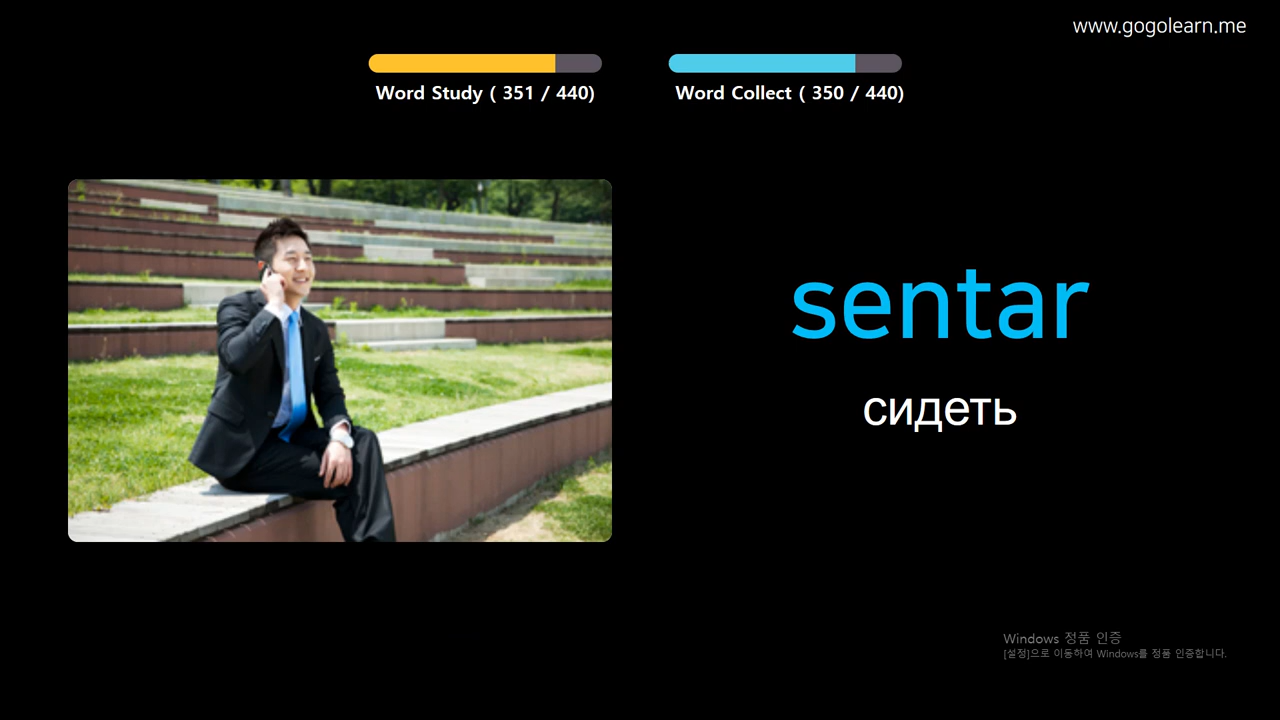 www.gogolearn.me
Word Study ( 351 / 440)
Word Collect ( 350 / 440)
sentar
сидеть
Windows 정품 인증
[설정]으로 이동하여 Windows를 정품 인증합니다.